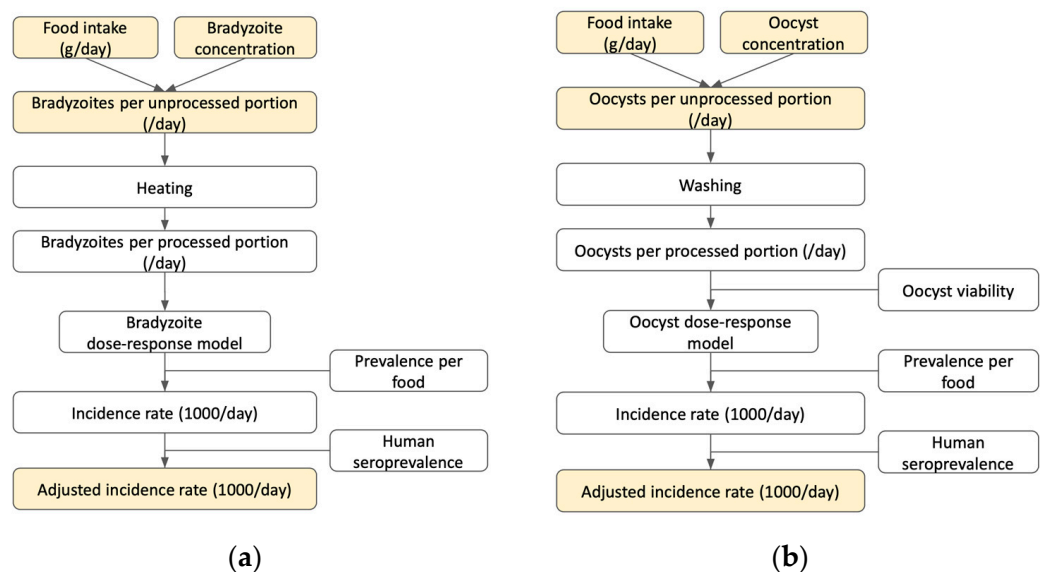 Food intake
(g/day)
Bradyzoite
concentration
Bradyzoites per unprocessed portion
(/day)
Heating
Bradyzoites per processed portion
(/day)
Bradyzoite
dose-response model
Prevalence per
food
Incidence rate (1000/day)
Human
seroprevalence
Adjusted incidence rate (1000/day)
(a)
Food intake
(g/day)
Oocyst
concentration
Oocysts per unprocessed portion
(/day)
Washing
Oocysts per processed portion (/day)
Oocyst viability
Oocyst dose-response
model
Prevalence per
food
Incidence rate (1000/day)
Human
seroprevalence
Adjusted incidence rate (1000/day)
(b)